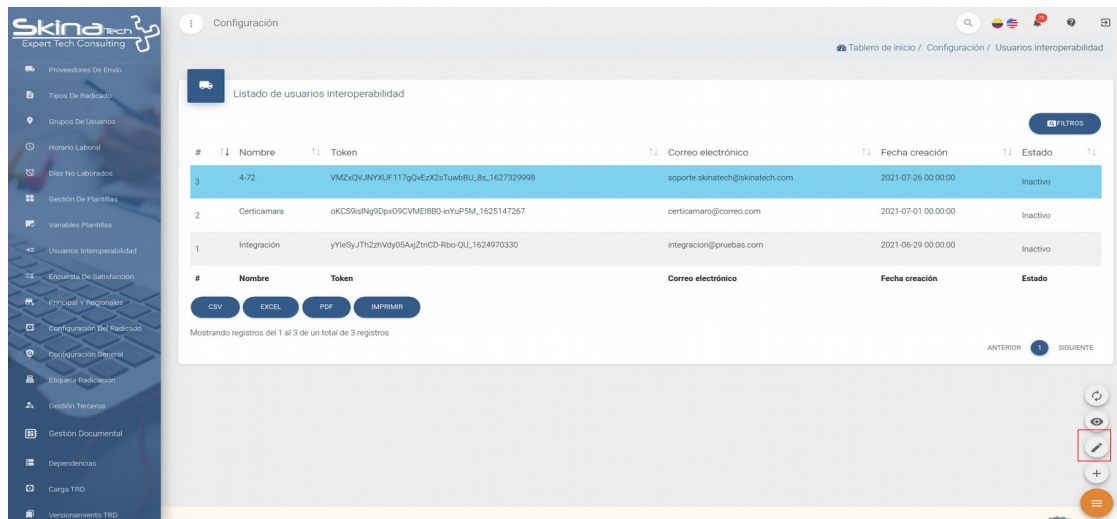 Skina Tech
Expert Tech Consulting
Configuración
78
Tablero de inicio / Configuración / Usuarios interoperabilidad
Proveedores De Envío
Tipos De Radicado
Grupos De Usuarios
Horario Laboral
Días No Laborados
Gestión De Plantillas
Variables Plantillas
Usuarios Interoperabilidad
Encuesta De Satisfacción
Principal Y Regionales
Configuración Del Radicado
Configuración General
Etiqueta Radicación
Gestión Terceros
Gestión Documental
Dependencias
Carga TRD
Versionamiento TRD
Listado de usuarios interoperabilidad
FILTROS
# Nombre Token Correo electrónico Fecha creación Estado
3 4-72 VMZxQVJNYXUF117gQvEzX2sTuwbBU_8s_1627329998 soporte.skinatech@skinatech.com 2021-07-26 00:00:00 Inactivo
2 Certicamara oKCS9isINg9DpxO9CVMEI8B0-inYuP5M_1625147267 certicamaro@correo.com 2021-07-01 00:00:00 Inactivo
1 Integración yYIeSyJTh2zhVdy05AxjZtnCD-Rbo-QU_1624970330 integracion@pruebas.com 2021-06-29 00:00:00 Inactivo
# Nombre Token Correo electrónico Fecha creación Estado
CSV EXCEL PDF IMPRIMIR
Mostrando registros del 1 al 3 de un total de 3 registros
ANTERIOR 1 SIGUIENTE